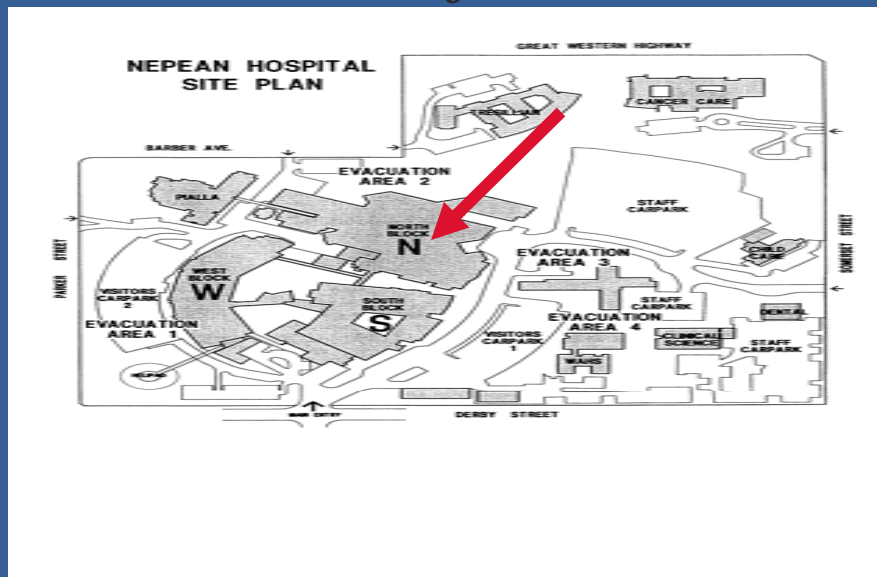 NEPEAN HOSPITAL
SITE PLAN
GREAT WESTERN HIGHWAY
TRESILLIAN
CANCER CARE
BARBER AVE.
EVACUATION
AREA 2
PIALLA
STAFF
CARPARK
NORTH
BLOCK
N
EVACUATION
AREA 3
CHILD
CARE
PARKER STREET
SOMERSET STREET
WEST
BLOCK
W
VISITORS
CARPARK
2
SOUTH
BLOCK
S
STAFF
CARPARK
DENTAL
EVACUATION
AREA 1
EVACUATION
AREA 4
VISITORS
CARPARK
1
CLINICAL
SCIENCE
STAFF
CARPARK
WAHS
HELIPAD
MAIN ENTRY
DERBY STREET